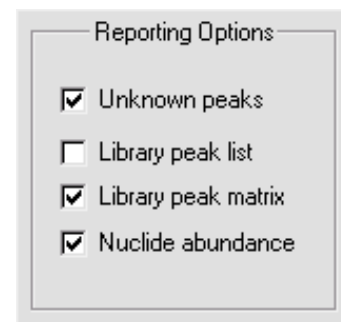 Reporting Options
Unknown peaks
Library peak list
Library peak matrix
Nuclide abundance